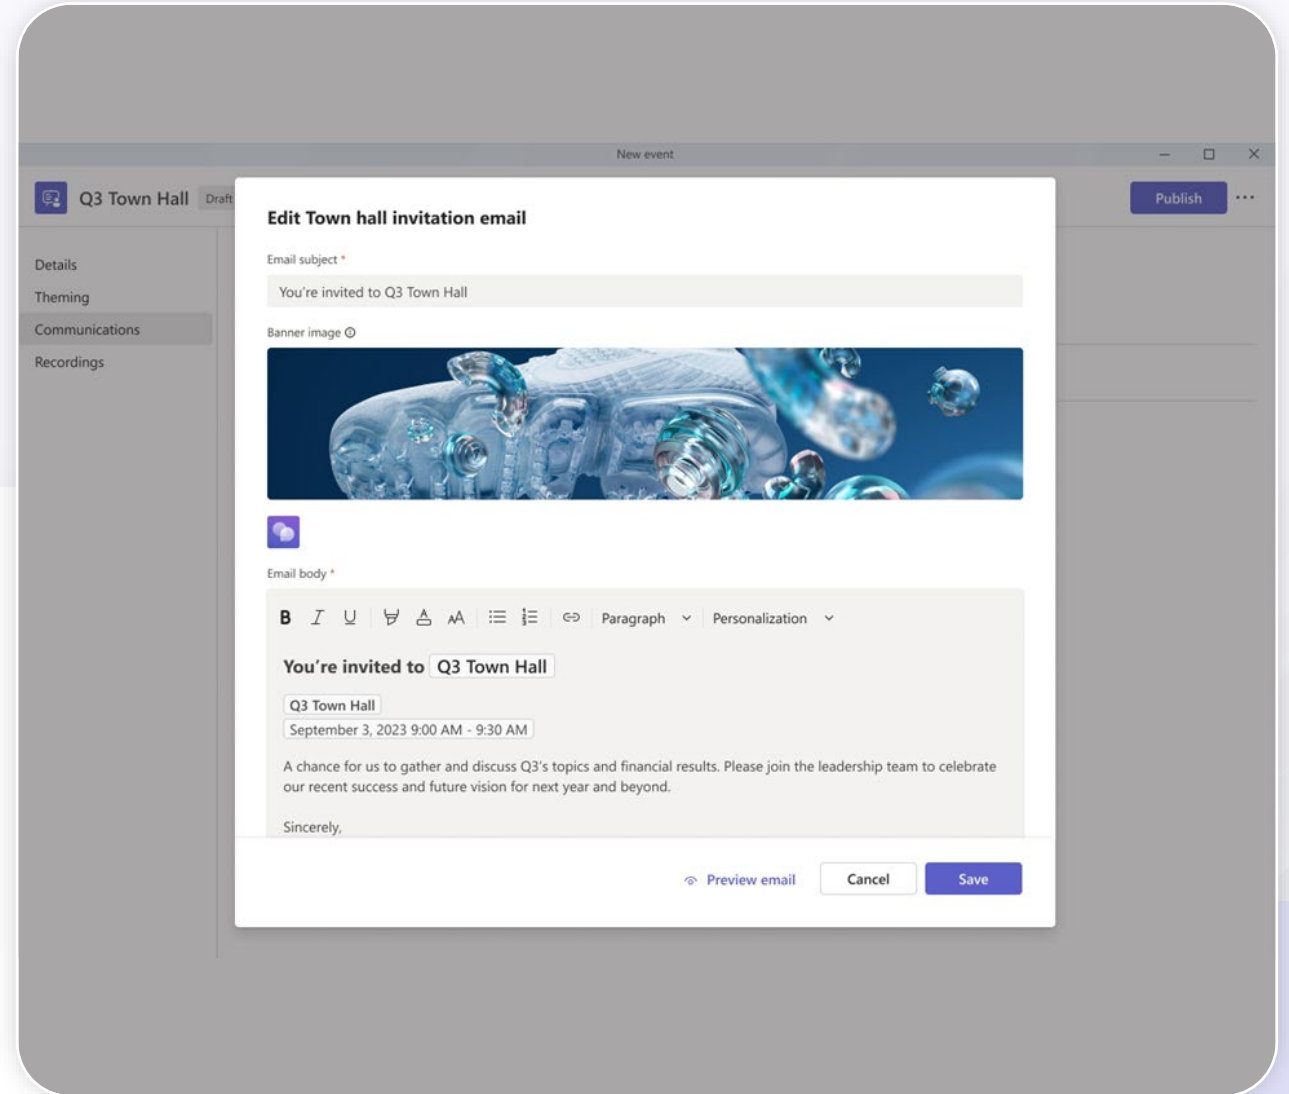 New event
Q3 Town Hall Draft
Publish
Details
Theming
Communications
Recordings
Edit Town hall invitation email
Email subject *
You're invited to Q3 Town Hall
Banner image
Email body *
B I U AA Paragraph Personalization
You're invited to Q3 Town Hall
Q3 Town Hall
September 3, 2023 9:00 AM - 9:30 AM
A chance for us to gather and discuss Q3's topics and financial results. Please join the leadership team to celebrate
our recent success and future vision for next year and beyond.
Sincerely,
Preview email Cancel Save